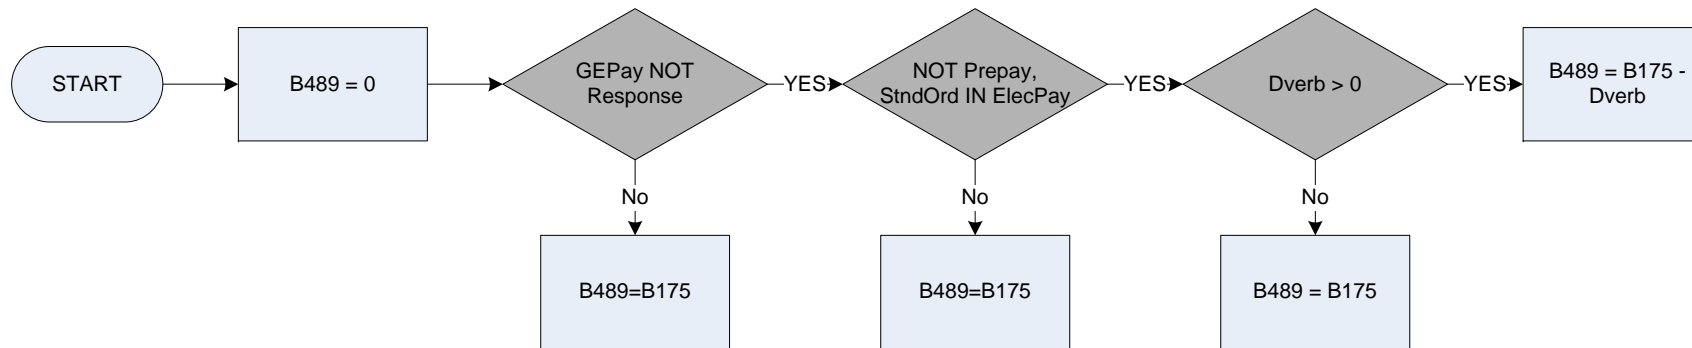 START
B489 = 0
GEPay NOT
Response
YES
NOT Prepay,
StndOrd IN ElecPay
YES
Dverb > 0
YES
B489 = B175 -
Dverb
No
No
No
B489=B175
B489=B175
B489 = B175